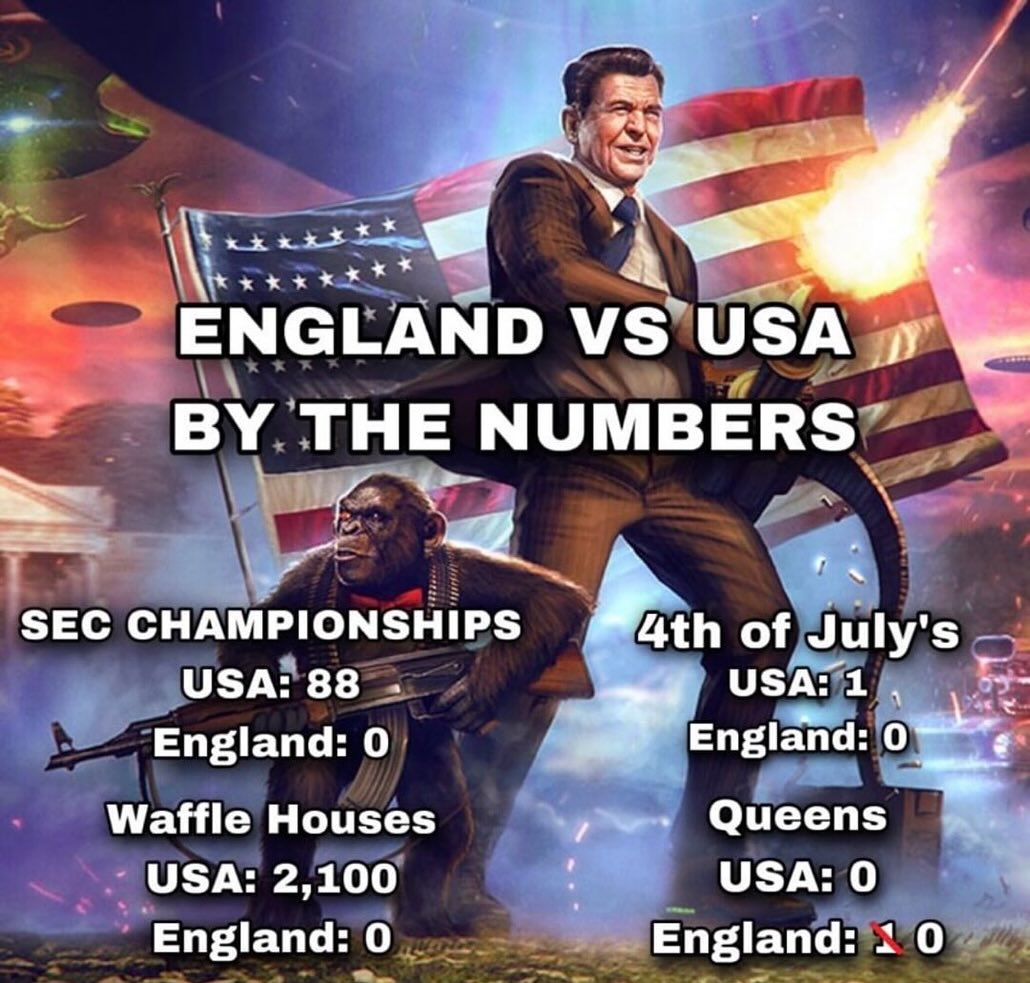 ENGLAND VS USA
BY THE NUMBERS
SEC CHAMPIONSHIPS
USA: 88
England: 0
4th of July's
USA: 1
England: 0
Waffle Houses
USA: 2,100
England: 0
Queens
USA: 0
England: 1 0